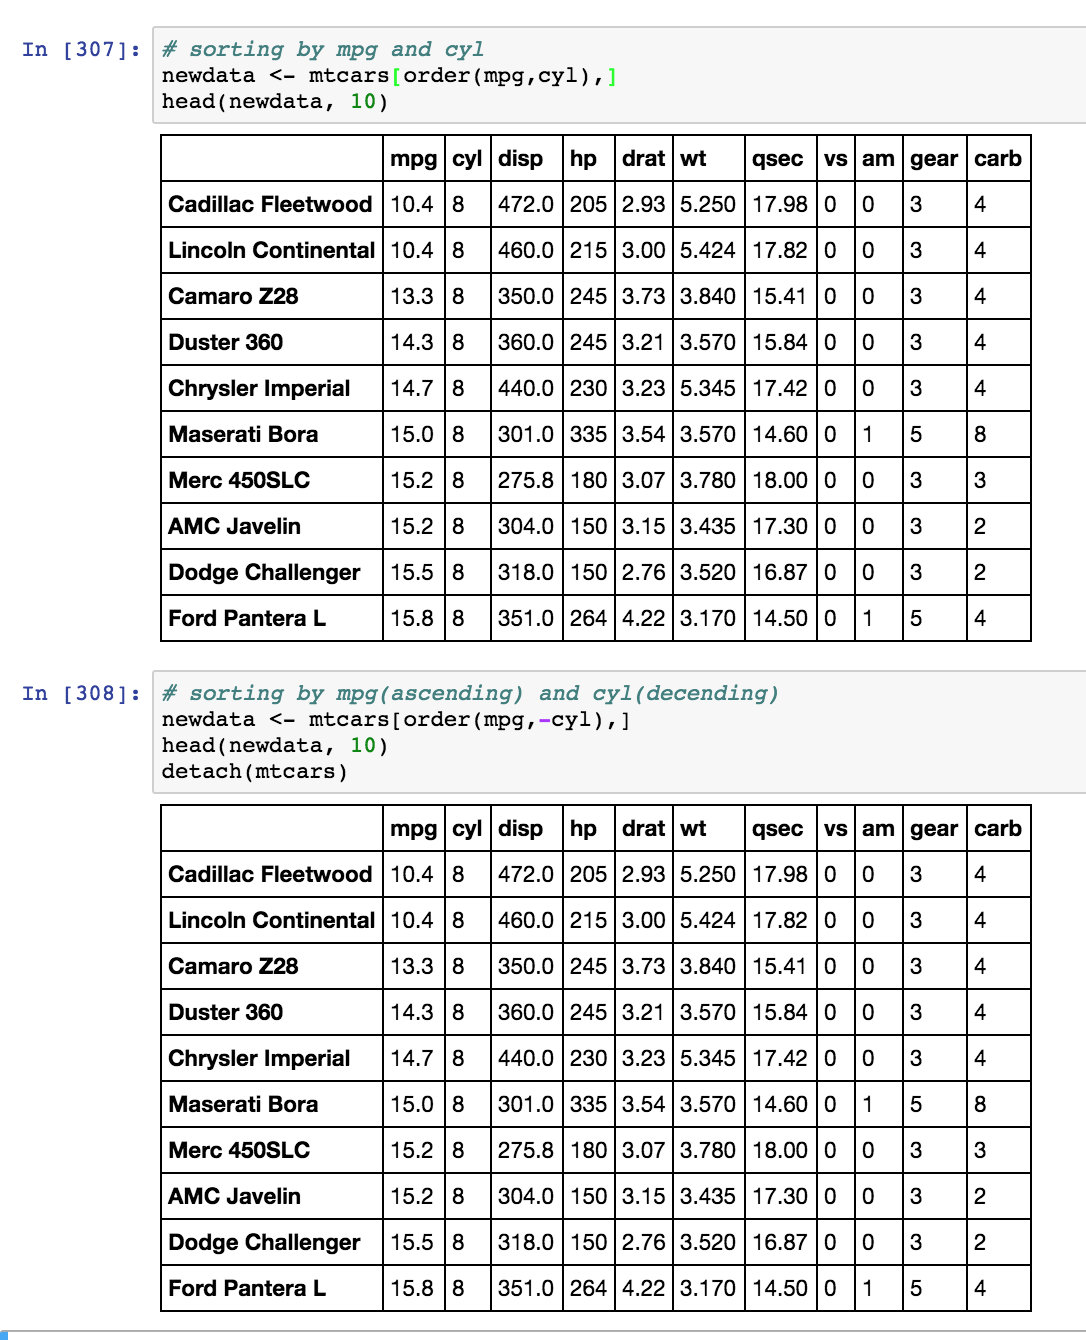 In [307]: # sorting by mpg and cyl
newdata <- mtcars[order(mpg,cyl),]
head(newdata, 10)
mpg cyl disp hp drat wt qsec vs am gear carb
Cadillac Fleetwood 10.4 8 472.0 205 2.93 5.250 17.98 0 0 3 4
Lincoln Continental 10.4 8 460.0 215 3.00 5.424 17.82 0 0 3 4
Camaro Z28 13.3 8 350.0 245 3.73 3.840 15.41 0 0 3 4
Duster 360 14.3 8 360.0 245 3.21 3.570 15.84 0 0 3 4
Chrysler Imperial 14.7 8 440.0 230 3.23 5.345 17.42 0 0 3 4
Maserati Bora 15.0 8 301.0 335 3.54 3.570 14.60 0 1 5 8
Merc 450SLC 15.2 8 275.8 180 3.07 3.780 18.00 0 0 3 3
AMC Javelin 15.2 8 304.0 150 3.15 3.435 17.30 0 0 3 2
Dodge Challenger 15.5 8 318.0 150 2.76 3.520 16.87 0 0 3 2
Ford Pantera L 15.8 8 351.0 264 4.22 3.170 14.50 0 1 5 4
In [308]: # sorting by mpg(ascending) and cyl(decending)
newdata <- mtcars[order(mpg,-cyl),]
head(newdata, 10)
detach(mtcars)
mpg cyl disp hp drat wt qsec vs am gear carb
Cadillac Fleetwood 10.4 8 472.0 205 2.93 5.250 17.98 0 0 3 4
Lincoln Continental 10.4 8 460.0 215 3.00 5.424 17.82 0 0 3 4
Camaro Z28 13.3 8 350.0 245 3.73 3.840 15.41 0 0 3 4
Duster 360 14.3 8 360.0 245 3.21 3.570 15.84 0 0 3 4
Chrysler Imperial 14.7 8 440.0 230 3.23 5.345 17.42 0 0 3 4
Maserati Bora 15.0 8 301.0 335 3.54 3.570 14.60 0 1 5 8
Merc 450SLC 15.2 8 275.8 180 3.07 3.780 18.00 0 0 3 3
AMC Javelin 15.2 8 304.0 150 3.15 3.435 17.30 0 0 3 2
Dodge Challenger 15.5 8 318.0 150 2.76 3.520 16.87 0 0 3 2
Ford Pantera L 15.8 8 351.0 264 4.22 3.170 14.50 0 1 5 4